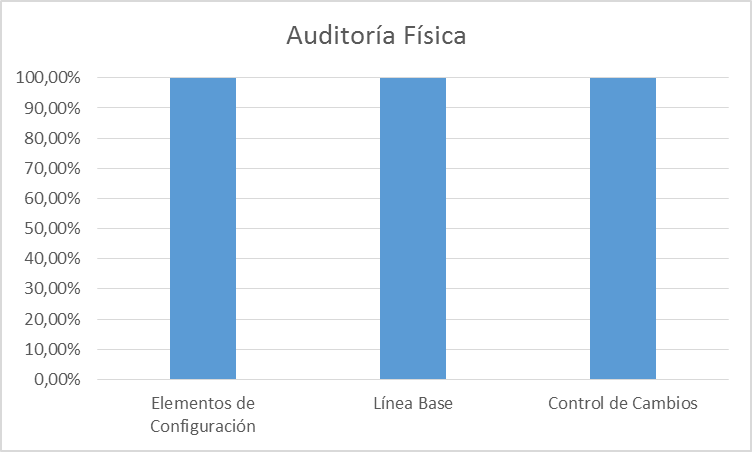 Auditoría Física
100,00%
90,00%
80,00%
70,00%
60,00%
50,00%
40,00%
30,00%
20,00%
10,00%
0,00%
Elementos de
Configuración
Línea Base
Control de Cambios